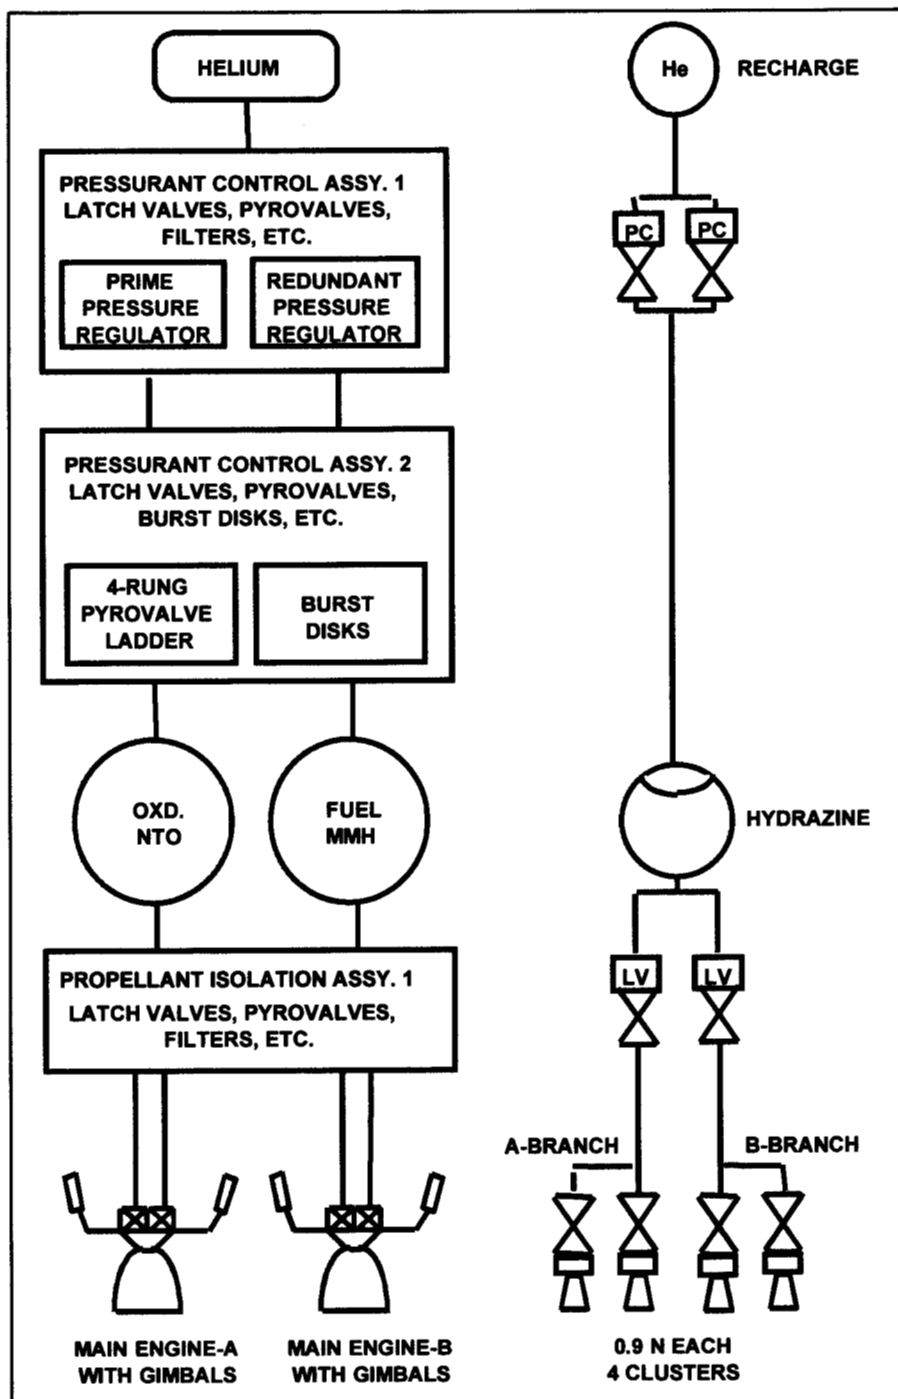 HELIUM
PRESSURANT CONTROL ASSY. 1
LATCH VALVES, PYROVALVES,
FILTERS, ETC.
PRIME
PRESSURE
REGULATOR
REDUNDANT
PRESSURE
REGULATOR
PRESSURANT CONTROL ASSY. 2
LATCH VALVES, PYROVALVES,
BURST DISKS, ETC.
4-RUNG
PYROVALVE
LADDER
BURST
DISKS
OXD.
NTO
FUEL
MMH
PROPELLANT ISOLATION ASSY. 1
LATCH VALVES, PYROVALVES,
FILTERS, ETC.
MAIN ENGINE-A
WITH GIMBALS
MAIN ENGINE-B
WITH GIMBALS
He
RECHARGE
PC
PC
HYDRAZINE
LV
LV
A-BRANCH
B-BRANCH
0.9 N EACH
4 CLUSTERS